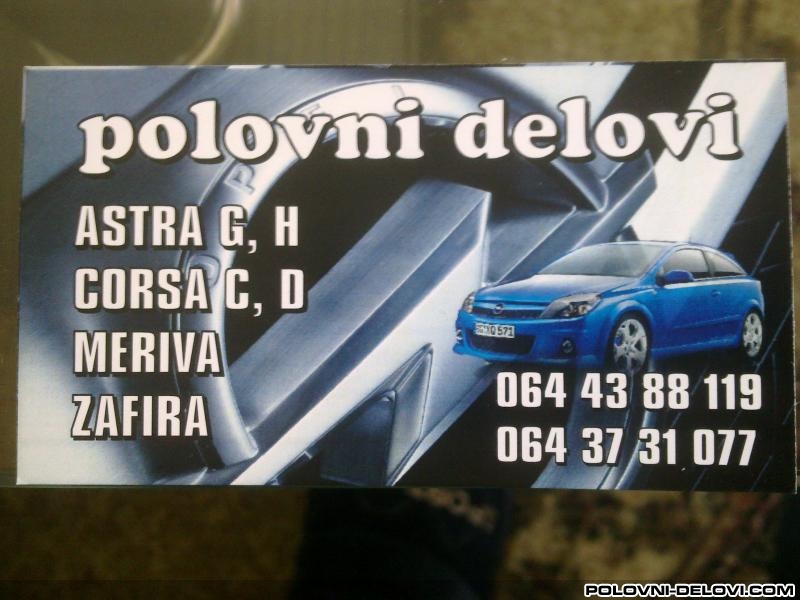 polovni delovi
ASTRA G, H
CORSA C, D
MERIVA
ZAFIRA
064 43 88 119
064 37 31 077
POLOVNI-DELOVI.COM